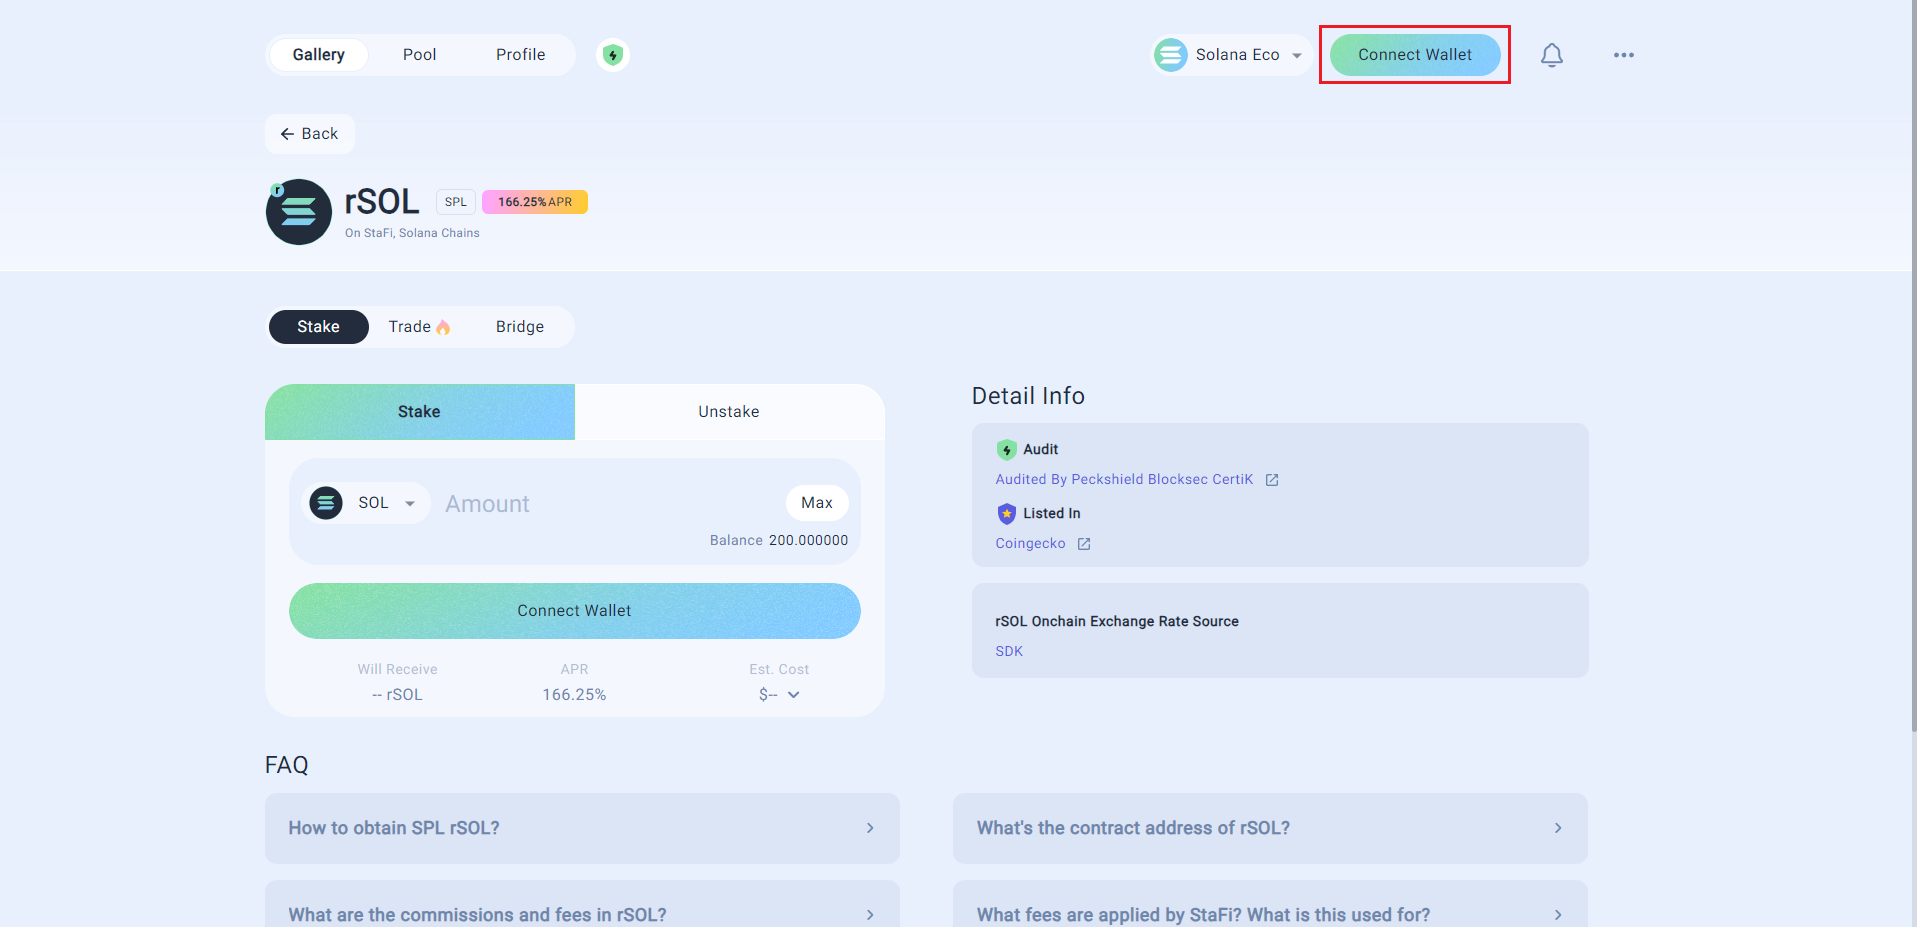 Gallery Pool Profile Solana Eco Connect Wallet
Back
r
rSOL SPL 166.25% APR
On StaFi, Solana Chains
Stake Trade Bridge
Stake Unstake
SOL Amount Max
Balance 200.000000
Connect Wallet
Will Receive APR Est. Cost
-- rSOL 166.25% $--
Detail Info
Audit
Audited By Peckshield Blocksec CertiK
Listed In
Coingecko
rSOL Onchain Exchange Rate Source
SDK
FAQ
How to obtain SPL rSOL?
What's the contract address of rSOL?
What are the commissions and fees in rSOL?
What fees are applied by StaFi? What is this used for?